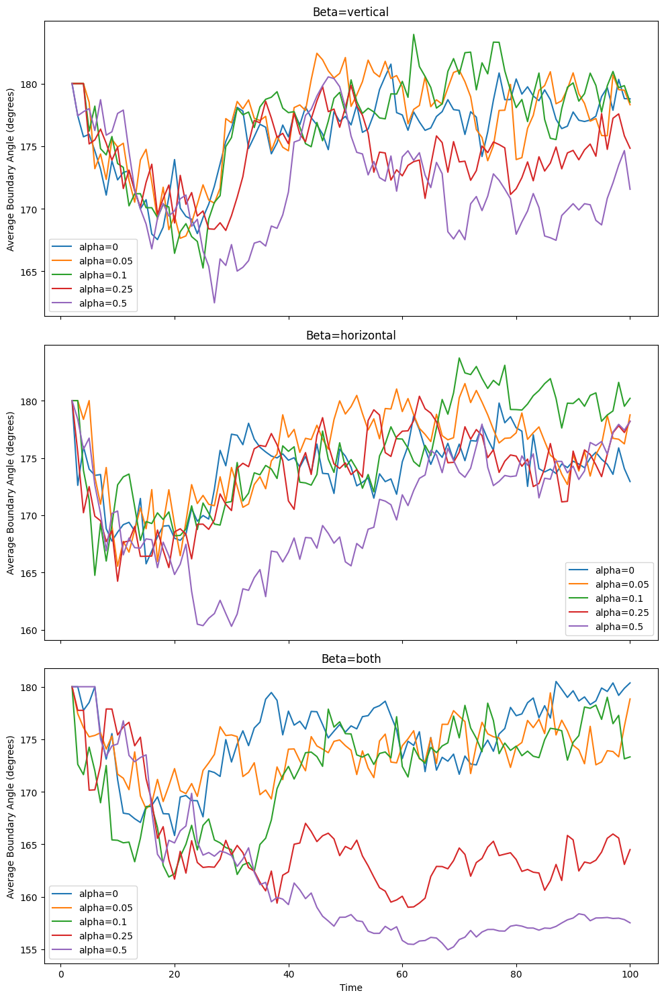 Beta=vertical
Average Boundary Angle (degrees)
180
175
170
165
alpha=0
alpha=0.05
alpha=0.1
alpha=0.25
alpha=0.5
Beta=horizontal
Average Boundary Angle (degrees)
180
175
170
165
160
alpha=0
alpha=0.05
alpha=0.1
alpha=0.25
alpha=0.5
Beta=both
Average Boundary Angle (degrees)
180
175
170
165
160
155
alpha=0
alpha=0.05
alpha=0.1
alpha=0.25
alpha=0.5
0 20 40 60 80 100
Time